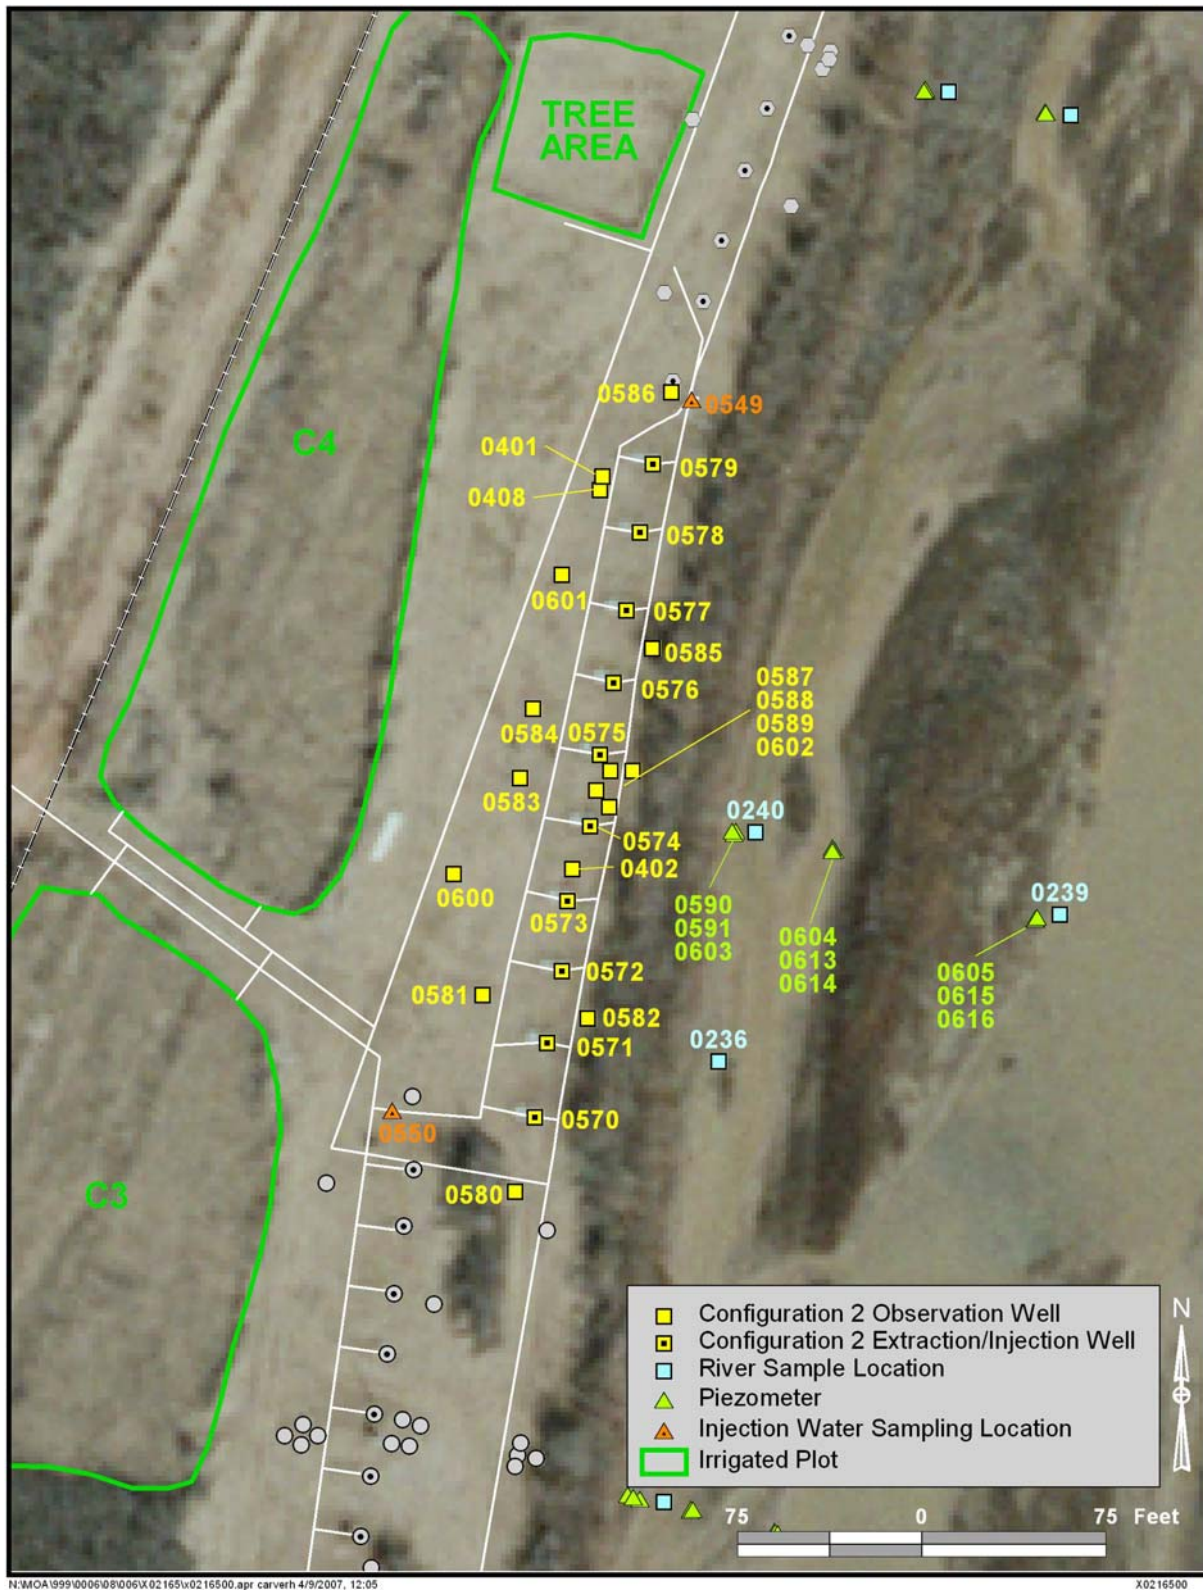 TREE
AREA
0586
0549
0401
C4
0579
0408
0578
0601
0577
0585
0587
0588
0589
0602
0576
0584
0575
0583
0240
0574
0402
0600
0573
0590
0591
0603
0239
0604
0613
0614
0572
0605
0615
0616
0581
0582
0236
0571
0570
0550
C3
0580
Configuration 2 Observation Well
Configuration 2 Extraction/Injection Well
River Sample Location
Piezometer
Injection Water Sampling Location
Irrigated Plot
N
75 0 75 Feet
N:\MOA\999\0006\08\006\X02165\x0216500.apr carverh 4/9/2007, 12:05
X0216500